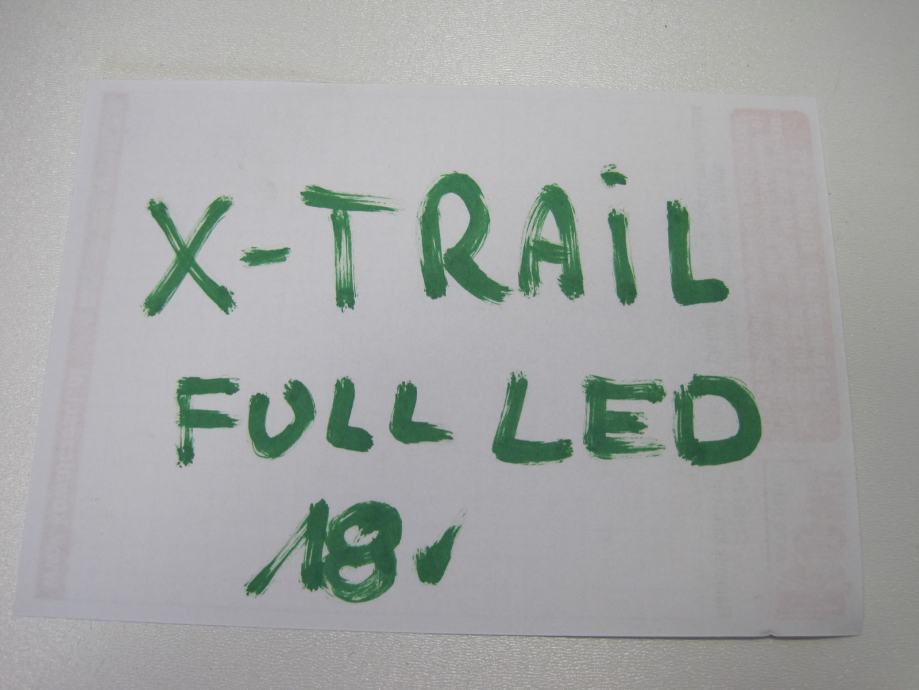 X-TRAiL
FULL LED
18,